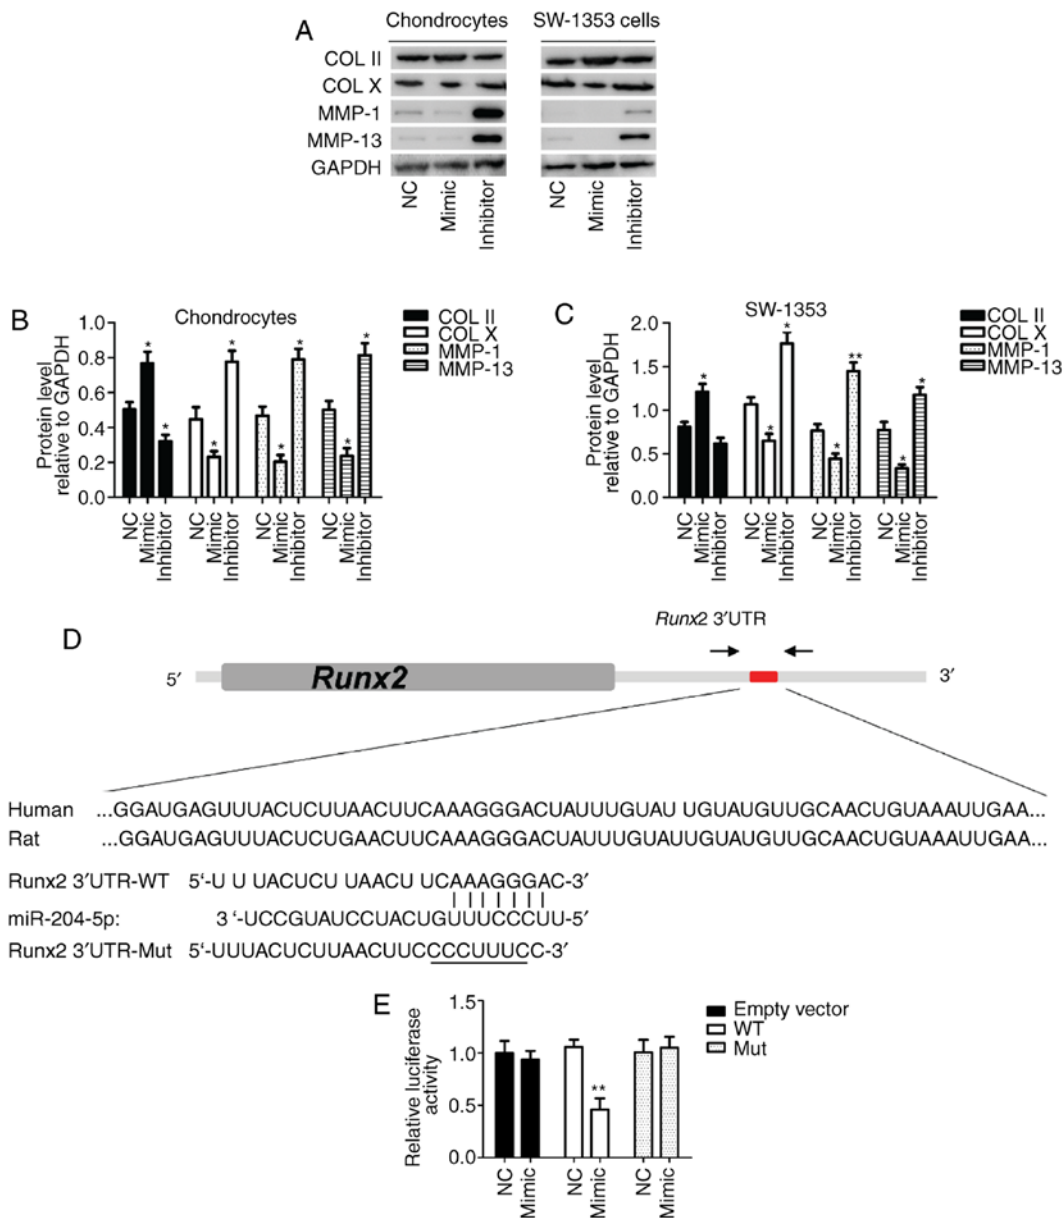 A
Chondrocytes SW-1353 cells
COL II
COL X
MMP-1
MMP-13
GAPDH
NC Mimic Inhibitor NC Mimic Inhibitor
B
Chondrocytes
COL II
COL X
MMP-1
MMP-13
Protein level
relative to GAPDH
1.0
0.8
0.6
0.4
0.2
0.0
* * * * * * * *
NC Mimic Inhibitor NC Mimic Inhibitor NC Mimic Inhibitor NC Mimic Inhibitor
C
SW-1353
COL II
COL X
MMP-1
MMP-13
Protein level
relative to GAPDH
2.0
1.5
1.0
0.5
0.0
* * * * ** * *
NC Mimic Inhibitor NC Mimic Inhibitor NC Mimic Inhibitor NC Mimic Inhibitor
D
Runx2 3′UTR
5′ Runx2 3′
Human ...GGAUGAGUUUACUCUUAACUUCAAAGGGACUAUUUGUAU UGUAUGUUGCAACUGUAAAUUGAA...
Rat ...GGAUGAGUUUACUCUGAACUUCAAAGGGACUAUUUGUAUUGUAUGUUGCAACUGUAAAUUGAA...
Runx2 3′UTR-WT 5‘-U U UACUCU UAACU UCAAAGGGAC-3′
miR-204-5p: 3 ‘-UCCGUAUCCUACUGUUUCCCUU-5′
Runx2 3′UTR-Mut 5‘-UUUACUCUUAACUUCCCCUUUCCC-3′
E
Empty vector
WT
Mut
Relative luciferase
activity
1.5
1.0
0.5
0.0
**
NC Mimic NC Mimic NC Mimic